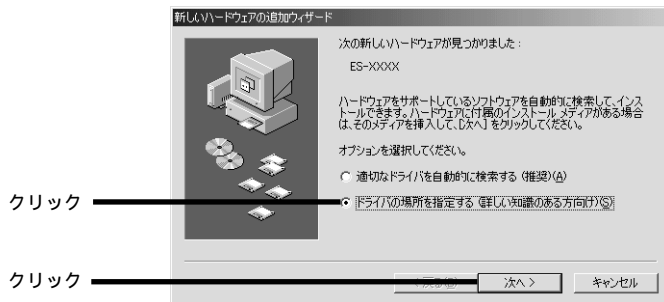 新しいハードウェアの追加ウィザード
次の新しいハードウェアが見つかりました:
ES-XXXX
ハードウェアをサポートしているソフトウェアを自動的に検索して、インス
トールできます。ハードウェアに付属のインストール メディアがある場合
は、そのメディアを挿入して、[次へ] をクリックしてください。
オプションを選択してください。
適切なドライバを自動的に検索する (推奨)(A)
クリック
ドライバの場所を指定する (詳しい知識のある方向け)(S)
クリック
< 戻る(B)
次へ >
キャンセル